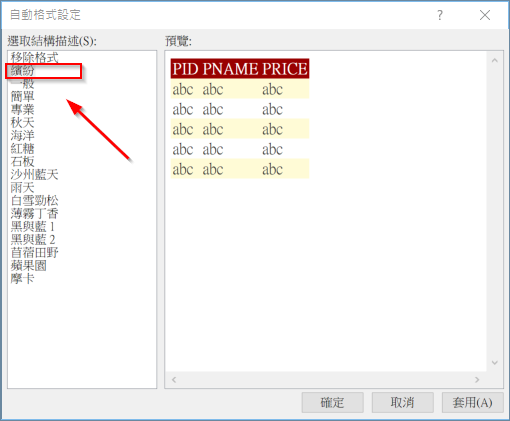 自動格式設定
選取結構描述(S):
預覽:
移除格式
繽紛
一般
簡單
專業
秋天
海洋
紅糖
石板
沙州藍天
雨天
白雪勁松
薄霧丁香
黑與藍 1
黑與藍 2
苜蓿田野
蘋果園
摩卡
PID PNAME PRICE
abc abc abc
abc abc abc
abc abc abc
abc abc abc
abc abc abc
確定
取消
套用(A)